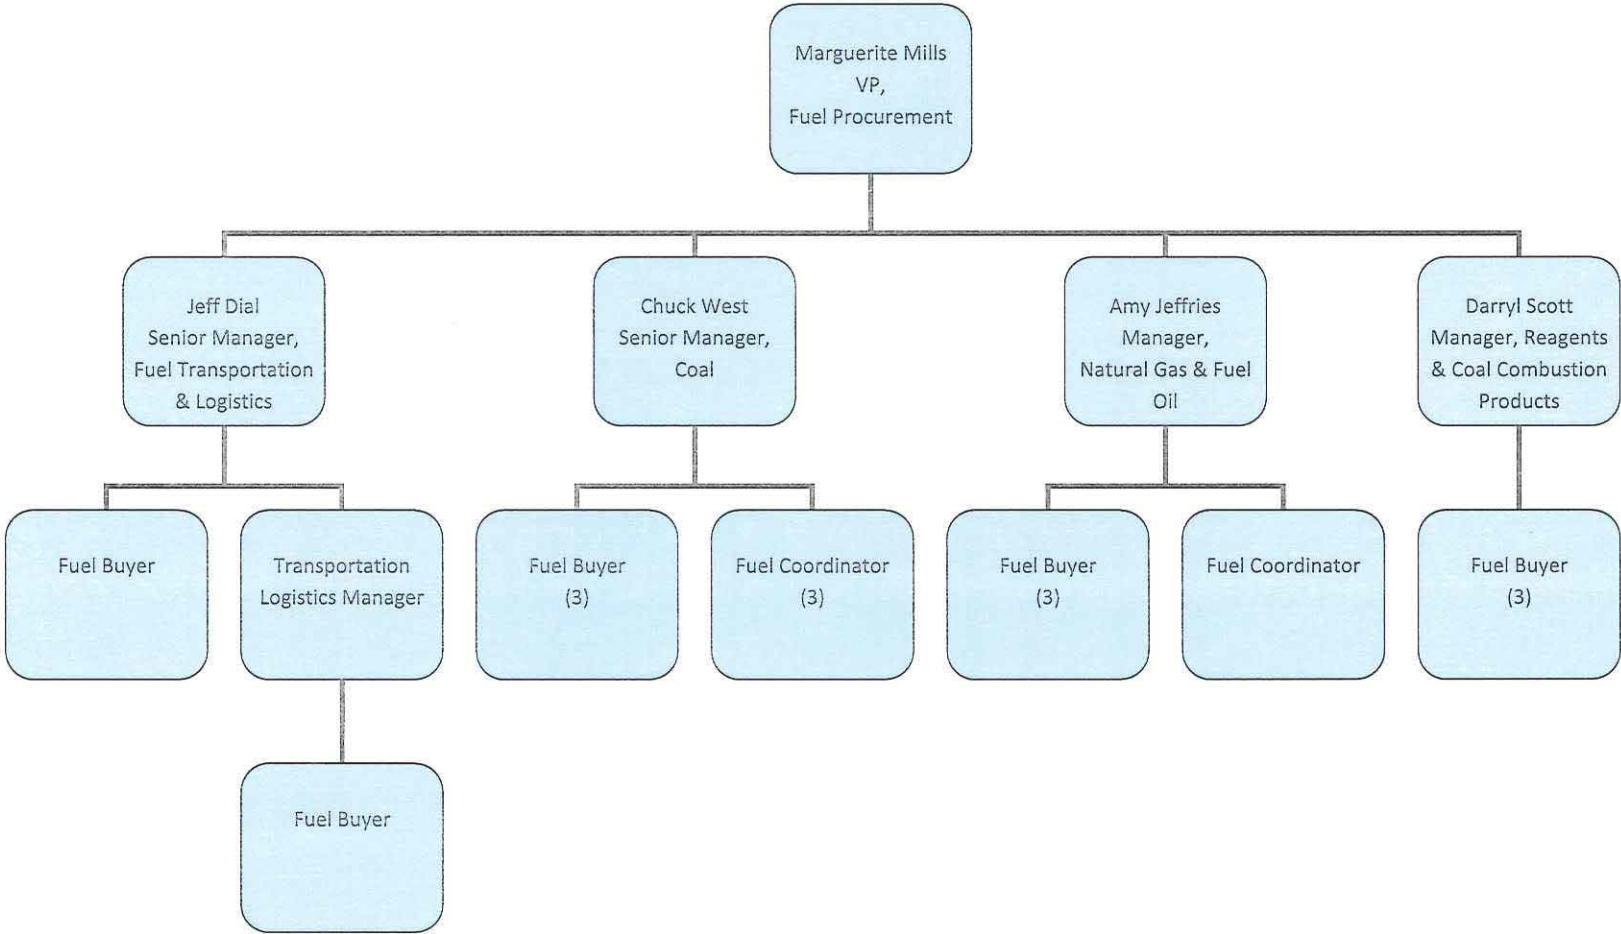 Marguerite Mills
VP,
Fuel Procurement
Jeff Dial
Senior Manager,
Fuel Transportation
& Logistics
Chuck West
Senior Manager,
Coal
Amy Jeffries
Manager,
Natural Gas & Fuel
Oil
Darryl Scott
Manager, Reagents
& Coal Combustion
Products
Fuel Buyer
Transportation
Logistics Manager
Fuel Buyer
(3)
Fuel Coordinator
(3)
Fuel Buyer
(3)
Fuel Coordinator
Fuel Buyer
(3)
Fuel Buyer